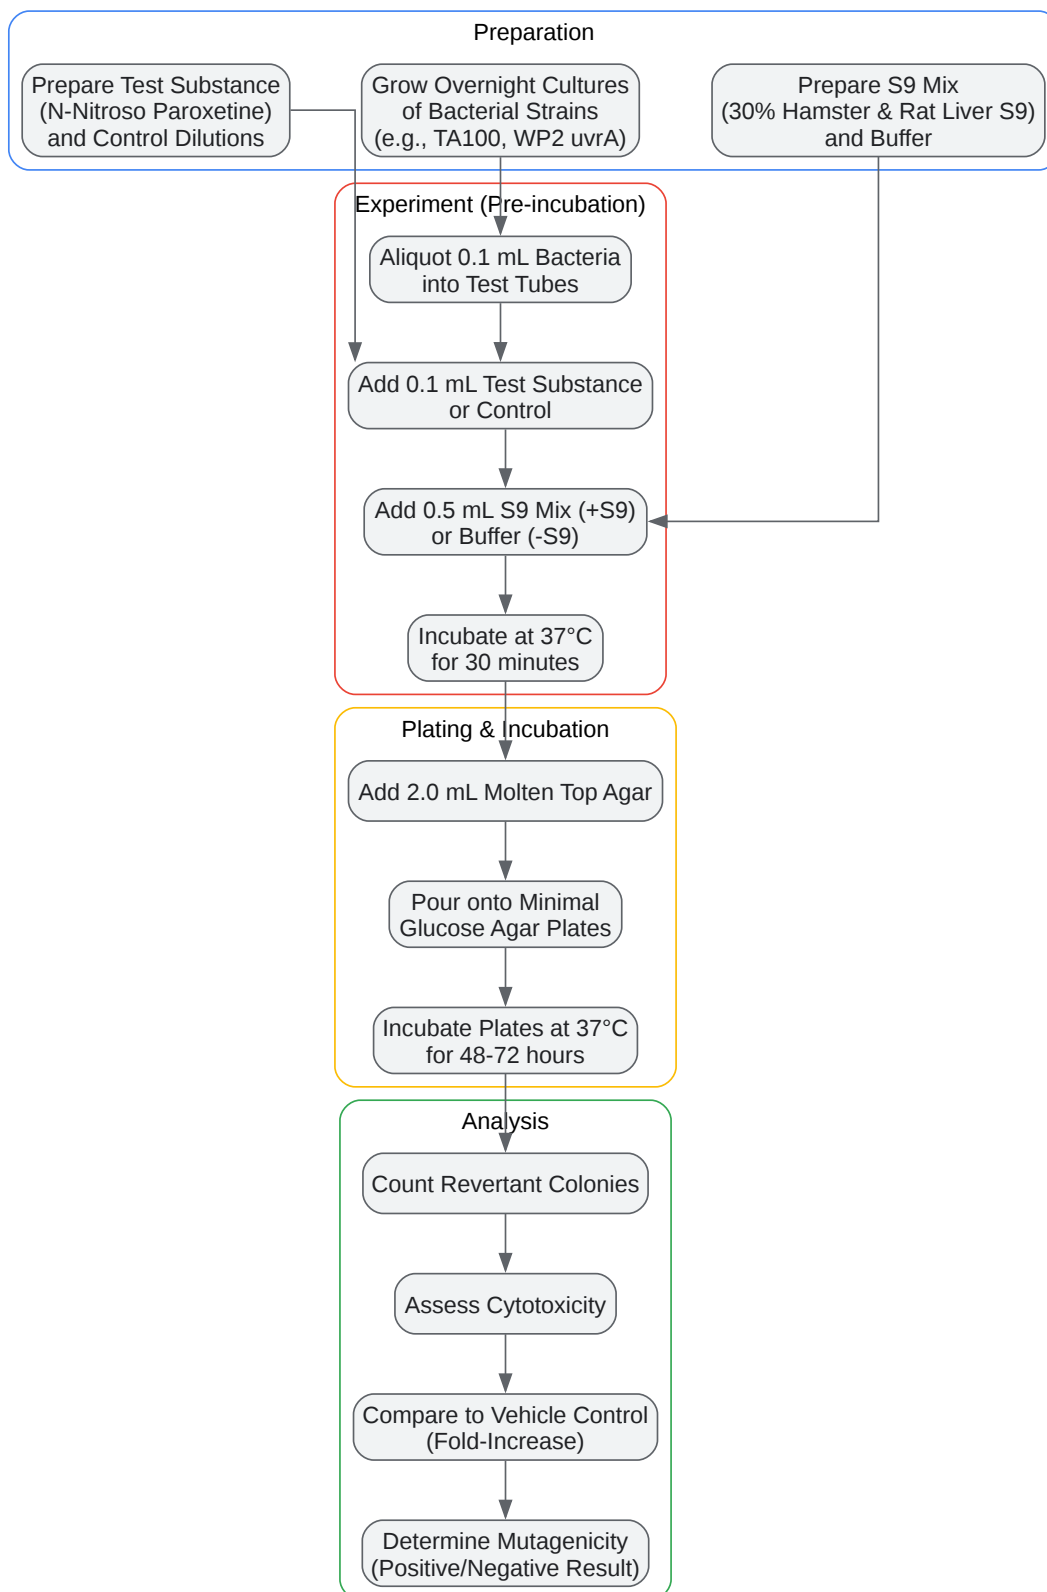 Preparation
Prepare Test Substance
(N-Nitroso Paroxetine)
and Control Dilutions
Grow Overnight Cultures
of Bacterial Strains
(e.g., TA100, WP2 uvrA)
Prepare S9 Mix
(30% Hamster & Rat Liver S9)
and Buffer
Experiment (Pre-incubation)
Aliquot 0.1 mL Bacteria
into Test Tubes
Add 0.1 mL Test Substance
or Control
Add 0.5 mL S9 Mix (+S9)
or Buffer (-S9)
Incubate at 37°C
for 30 minutes
Plating & Incubation
Add 2.0 mL Molten Top Agar
Pour onto Minimal
Glucose Agar Plates
Incubate Plates at 37°C
for 48-72 hours
Analysis
Count Revertant Colonies
Assess Cytotoxicity
Compare to Vehicle Control
(Fold-Increase)
Determine Mutagenicity
(Positive/Negative Result)